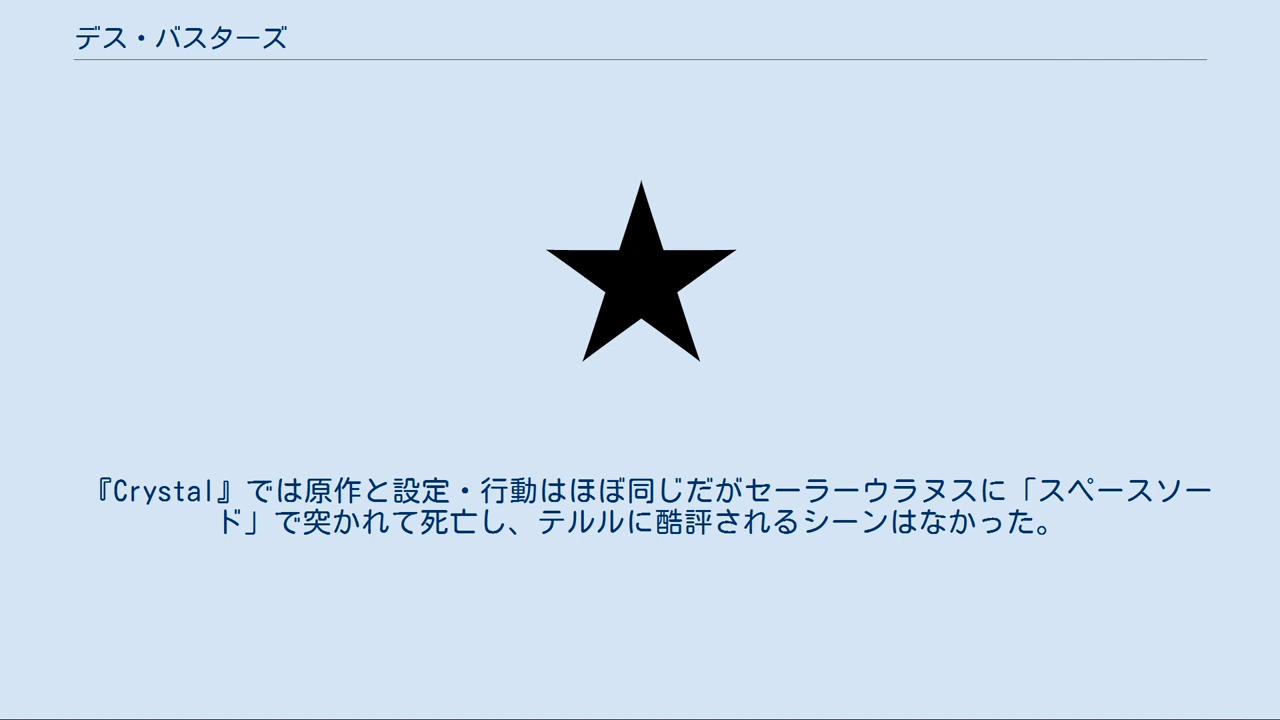 デス・バスターズ
『Crystal』では原作と設定・行動はほぼ同じだがセーラーウラヌスに「スペースソー
ド」で突かれて死亡し、テルルに酷評されるシーンはなかった。